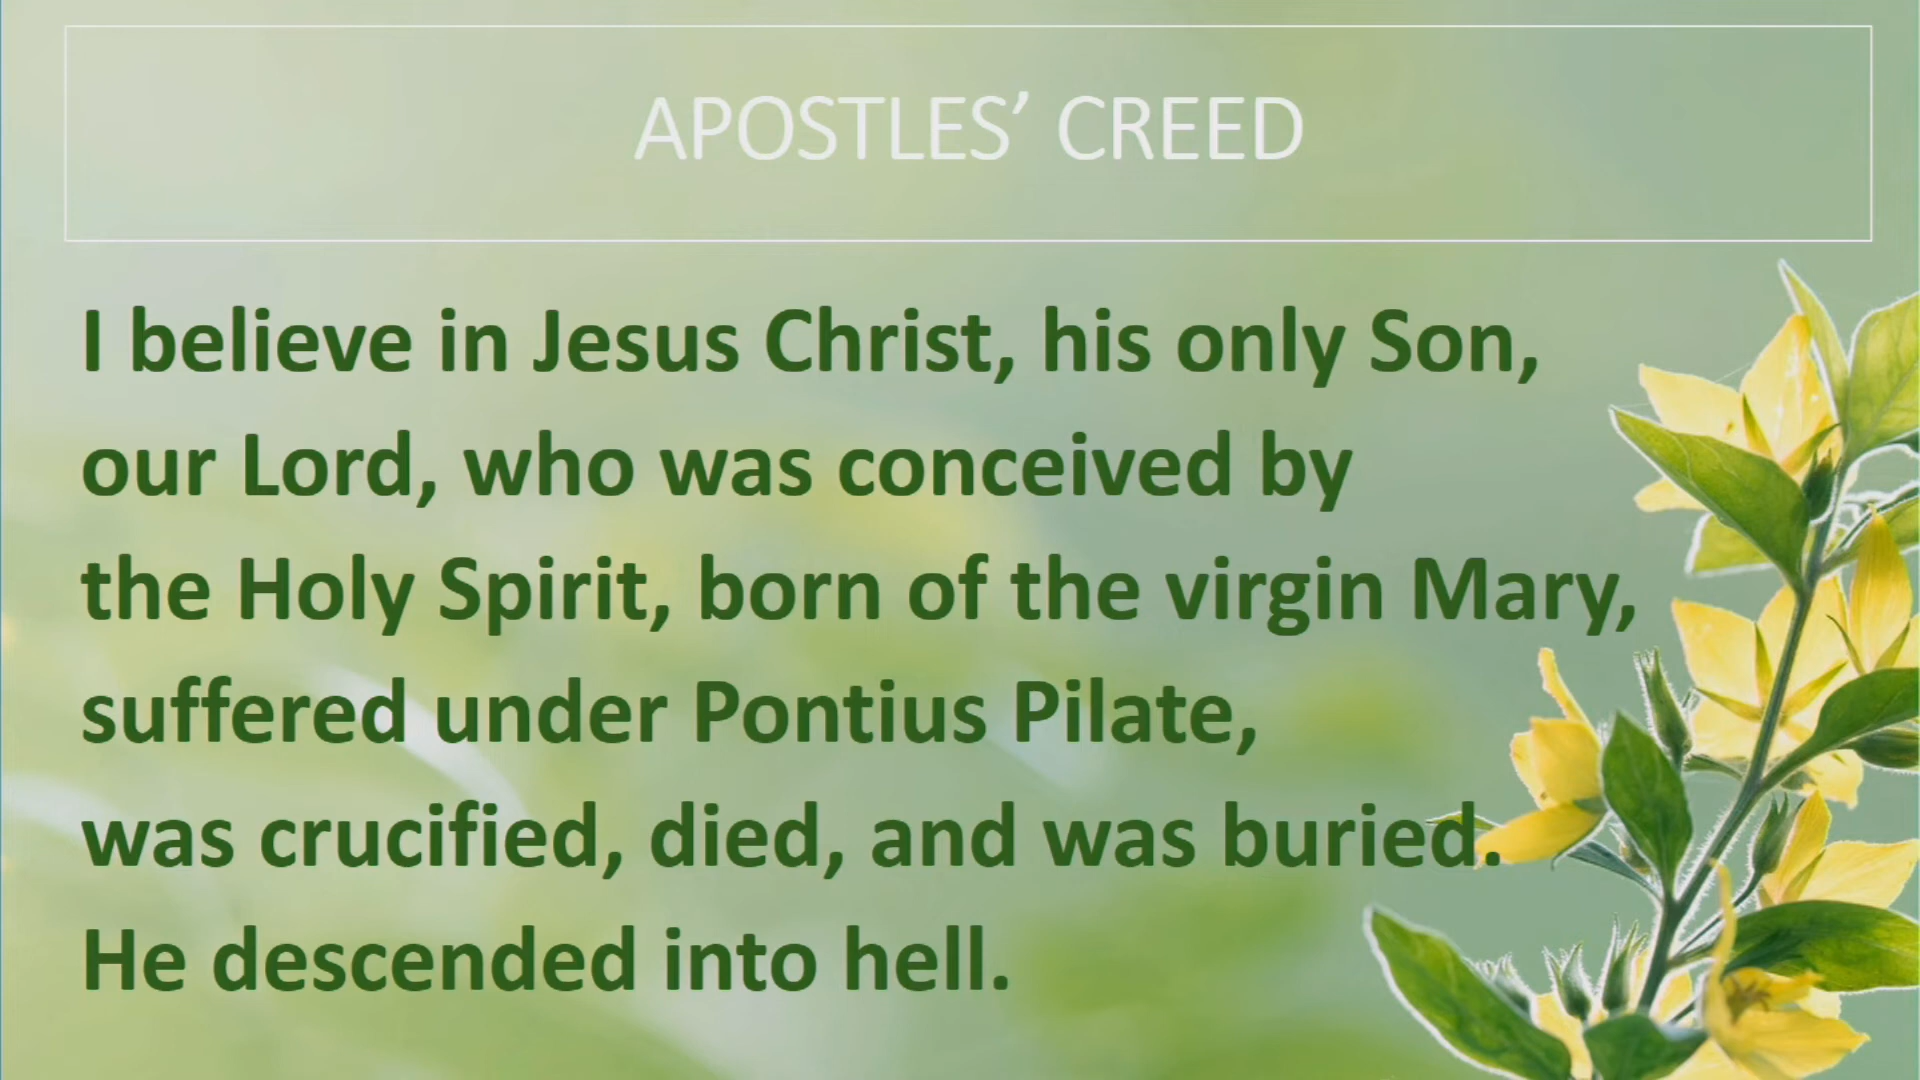 APOSTLES’ CREED
I believe in Jesus Christ, his only Son,
our Lord, who was conceived by
the Holy Spirit, born of the virgin Mary,
suffered under Pontius Pilate,
was crucified, died, and was buried.
He descended into hell.